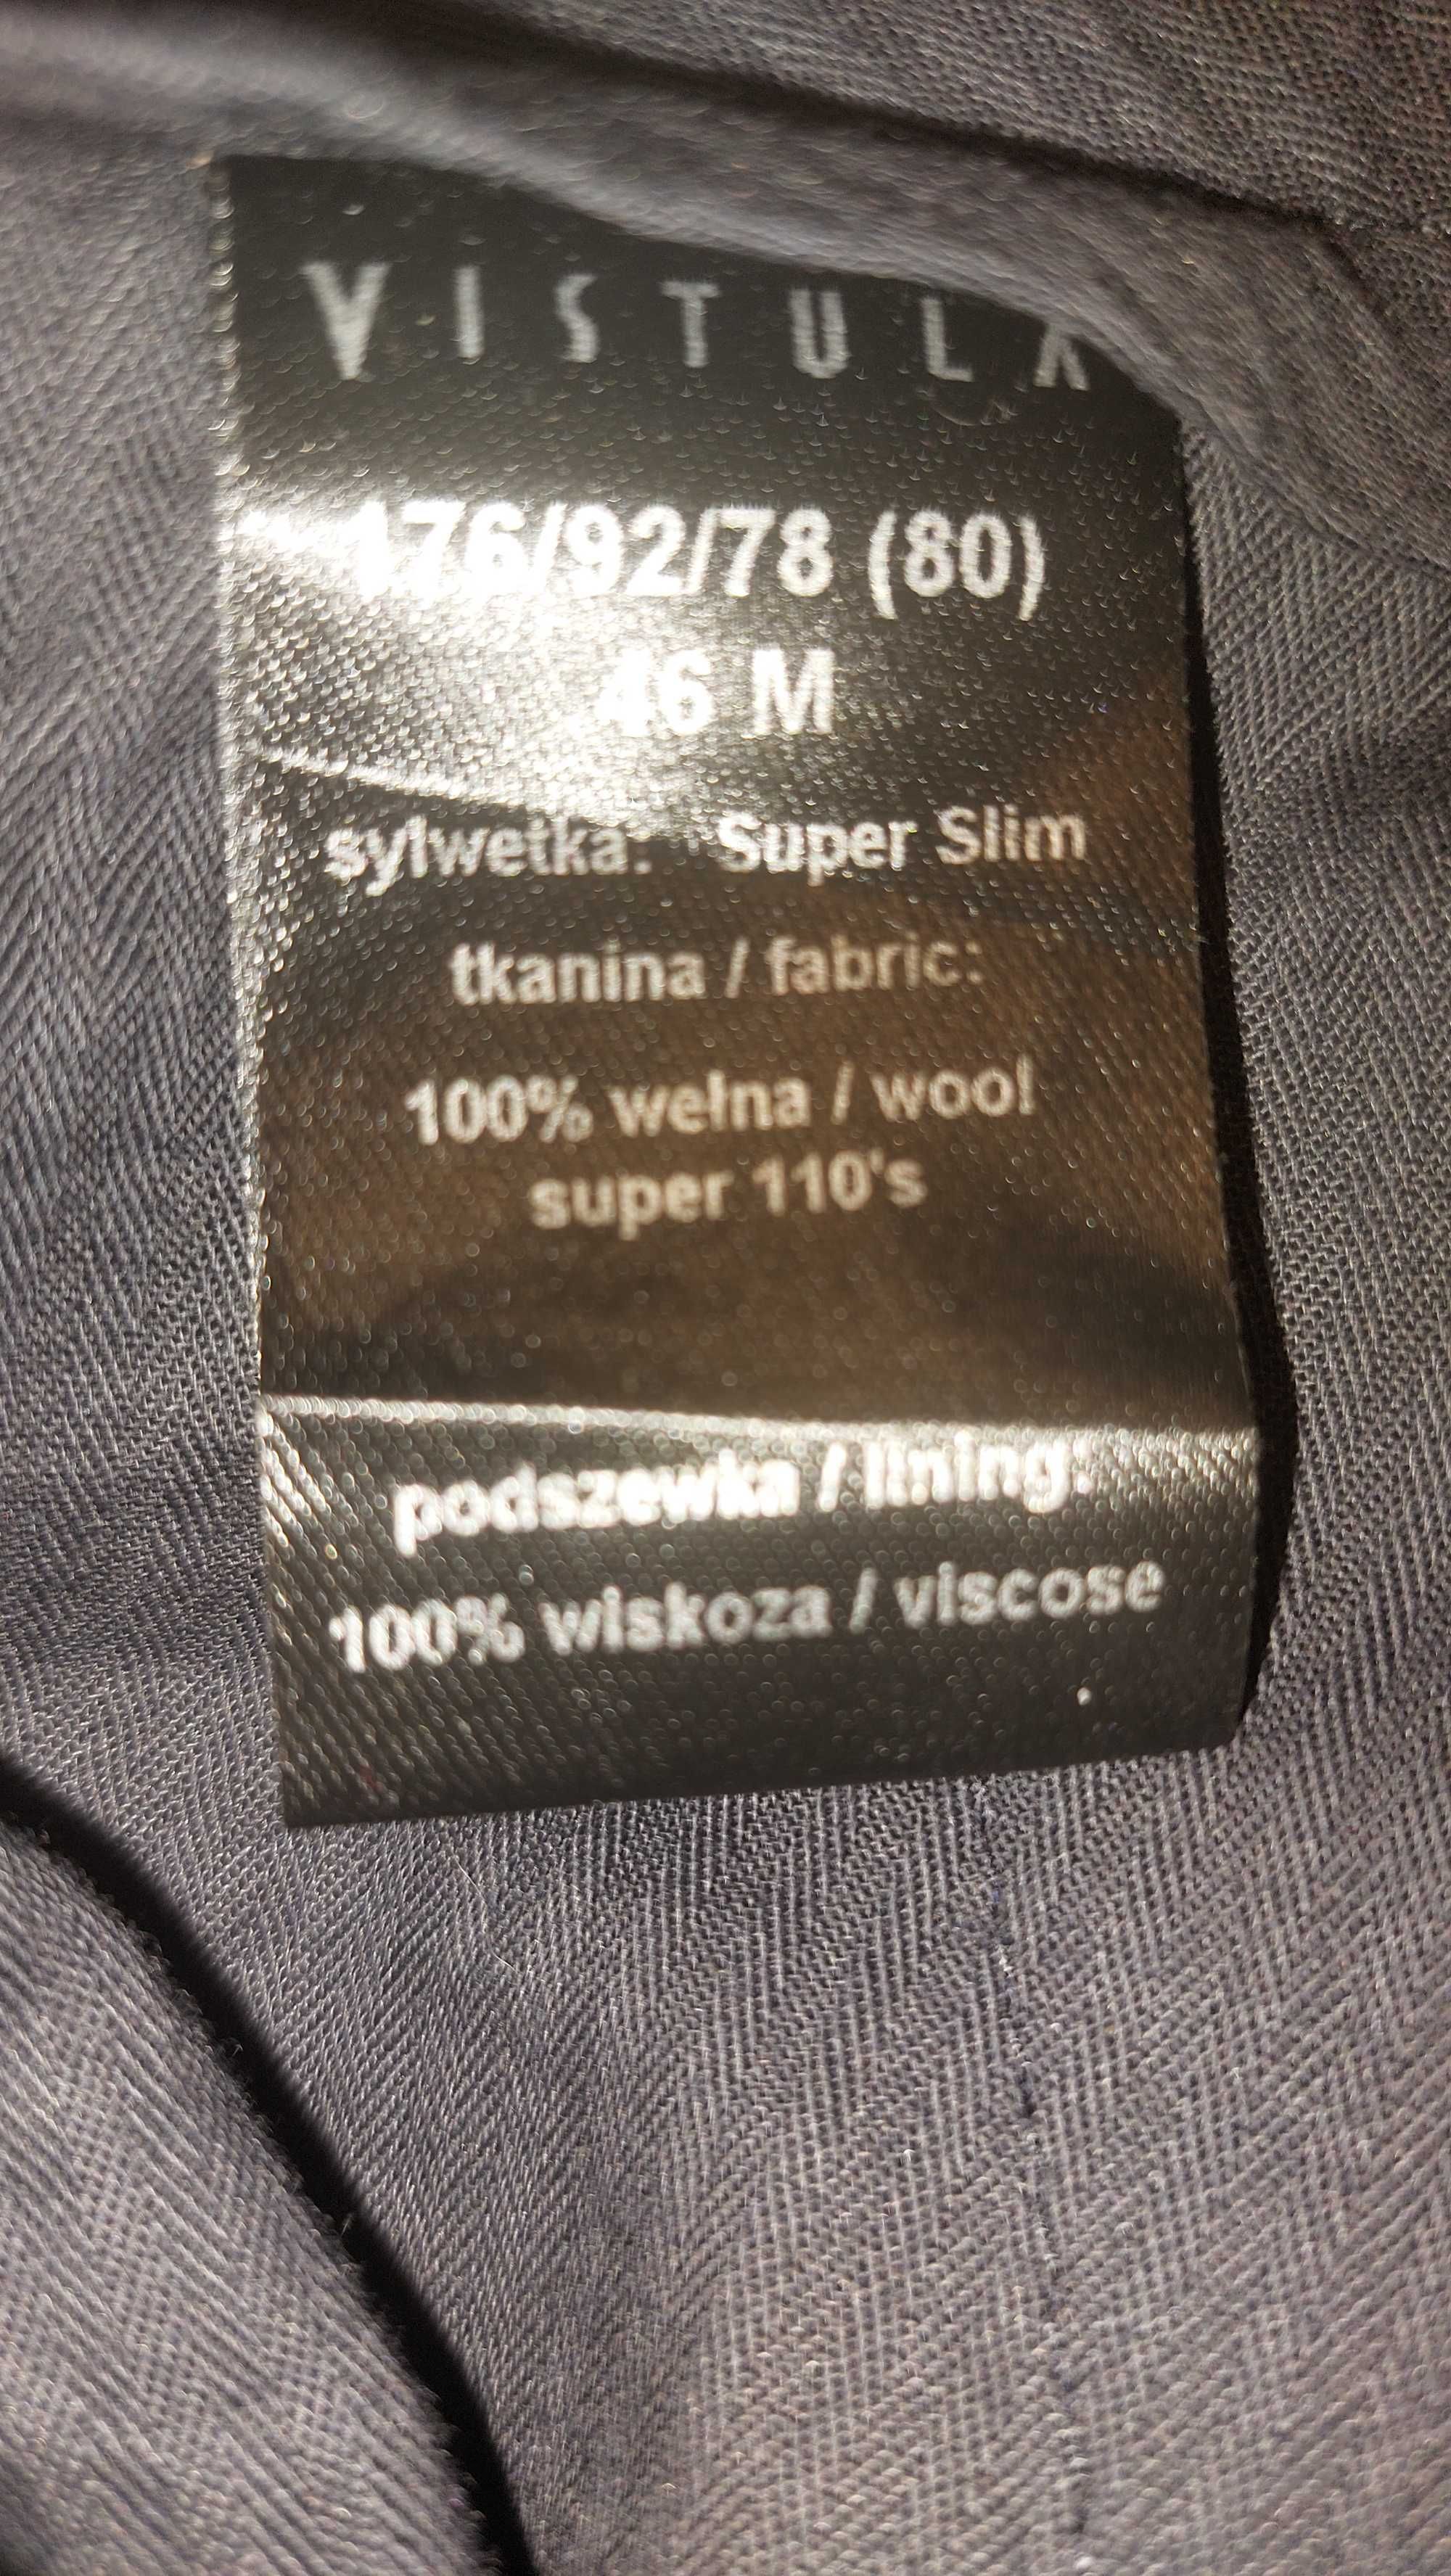 VISTULA
176/92/78 (80)
46 M
sylwetka: Super Slim
tkanina / fabric:
100% wełna / wool
super 110's
podszewka / lining:
100% wiskoza / viscose